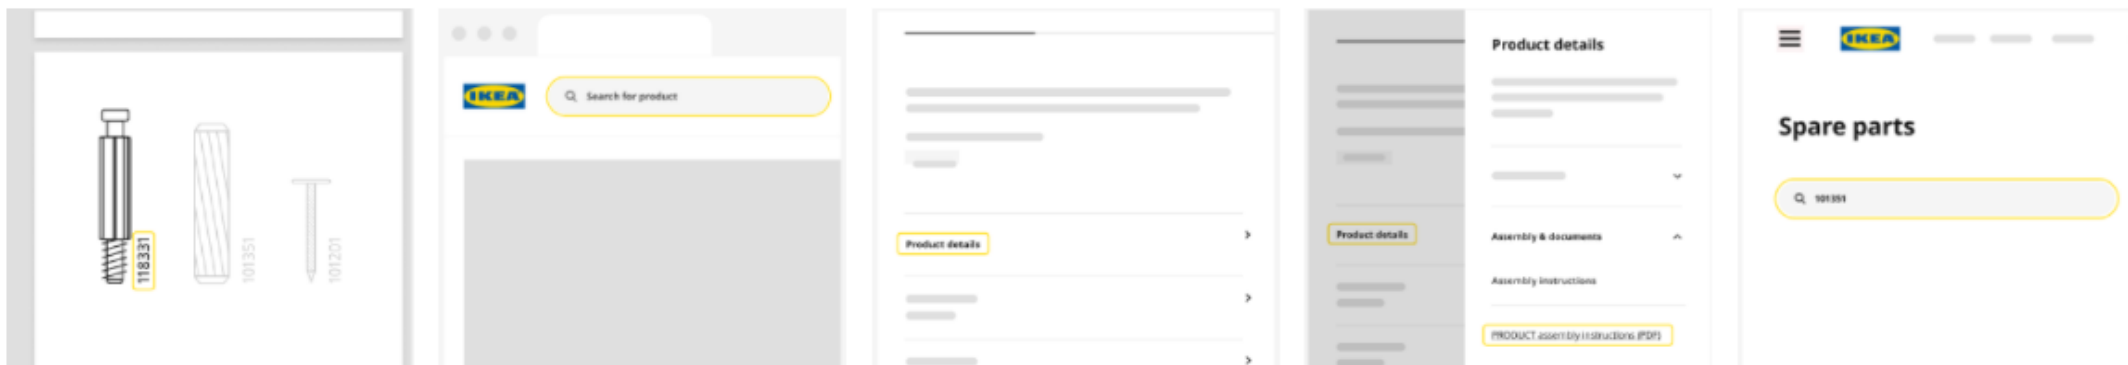 118331
101351
101201
IKEA
Search for product
Product details
Product details
Product details
Assembly & documents
Assembly instructions
PRODUCT assembly instructions (PDF)
IKEA
Spare parts
101351